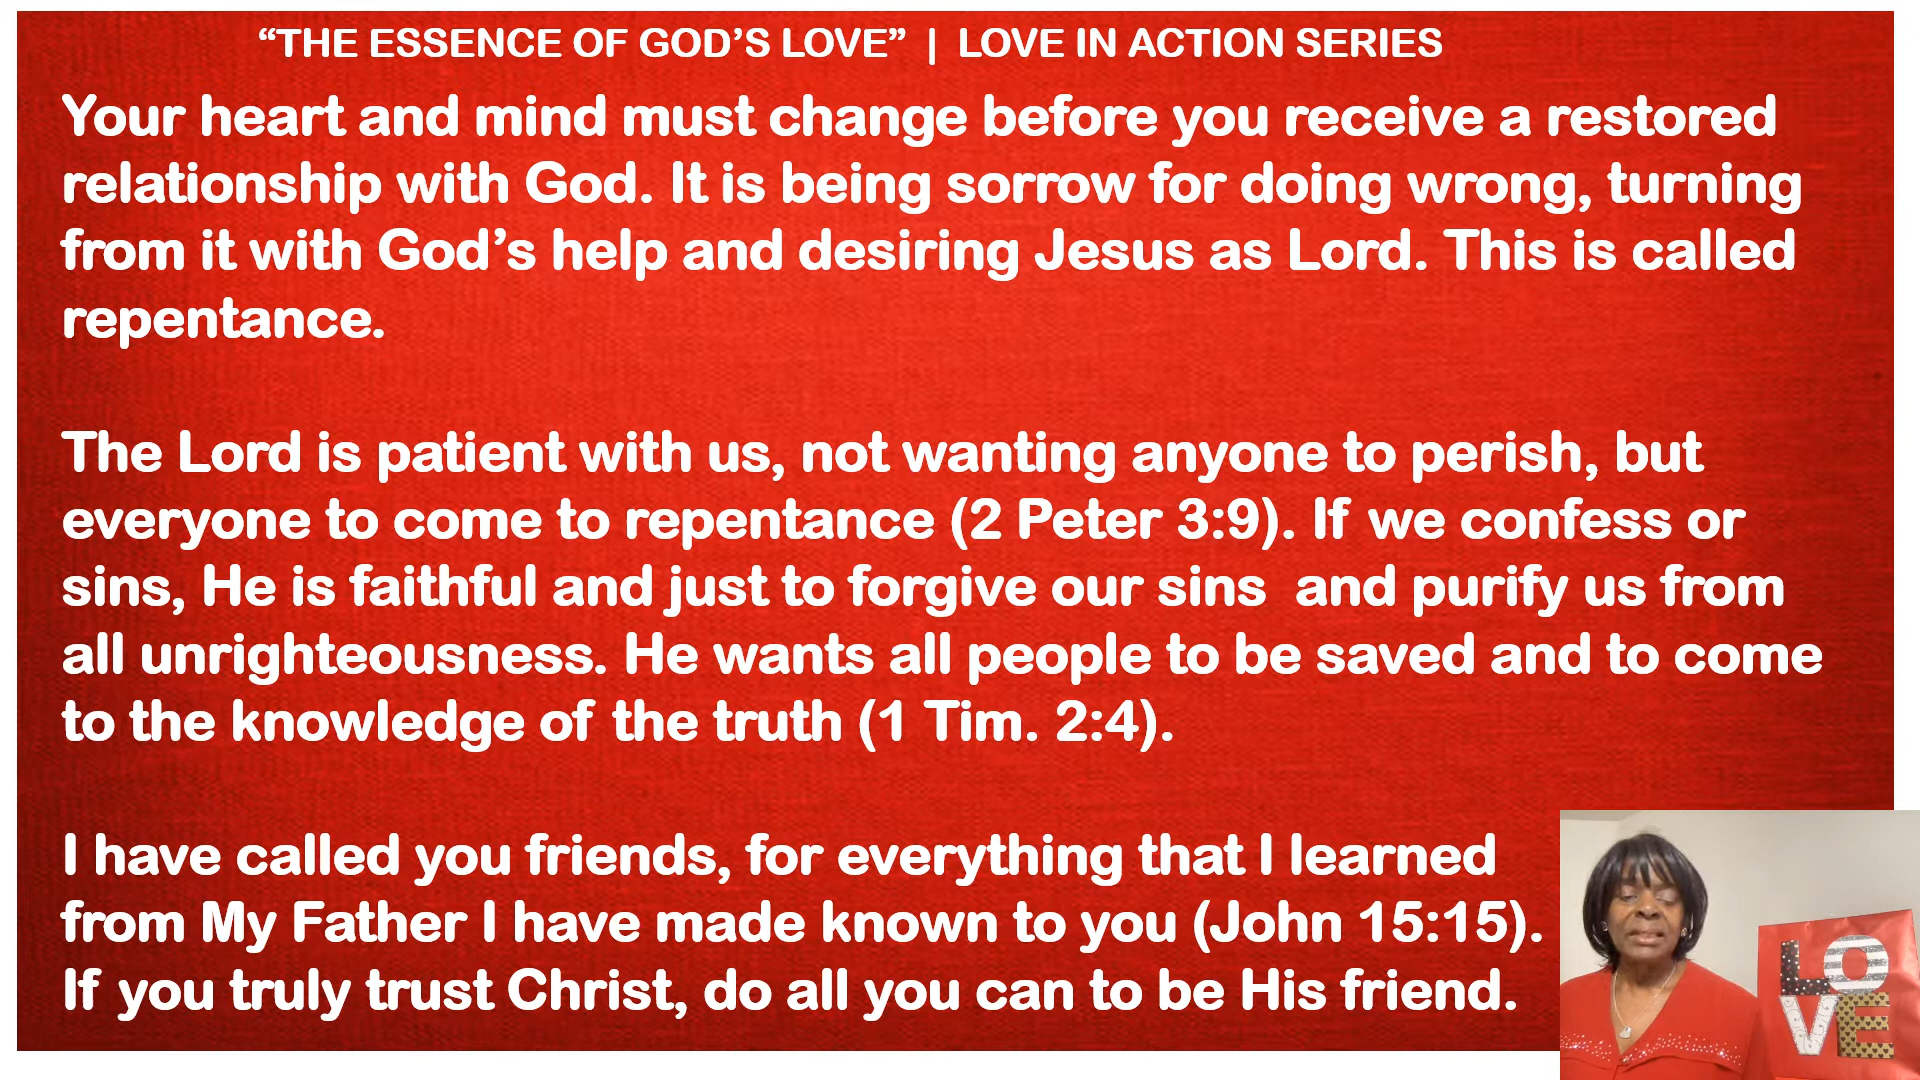 “THE ESSENCE OF GOD’S LOVE” | LOVE IN ACTION SERIES
Your heart and mind must change before you receive a restored
relationship with God. It is being sorrow for doing wrong, turning
from it with God’s help and desiring Jesus as Lord. This is called
repentance.
The Lord is patient with us, not wanting anyone to perish, but
everyone to come to repentance (2 Peter 3:9). If we confess or
sins, He is faithful and just to forgive our sins  and purify us from
all unrighteousness. He wants all people to be saved and to come
to the knowledge of the truth (1 Tim. 2:4).
I have called you friends, for everything that I learned
from My Father I have made known to you (John 15:15).
If you truly trust Christ, do all you can to be His friend.
LO
VE